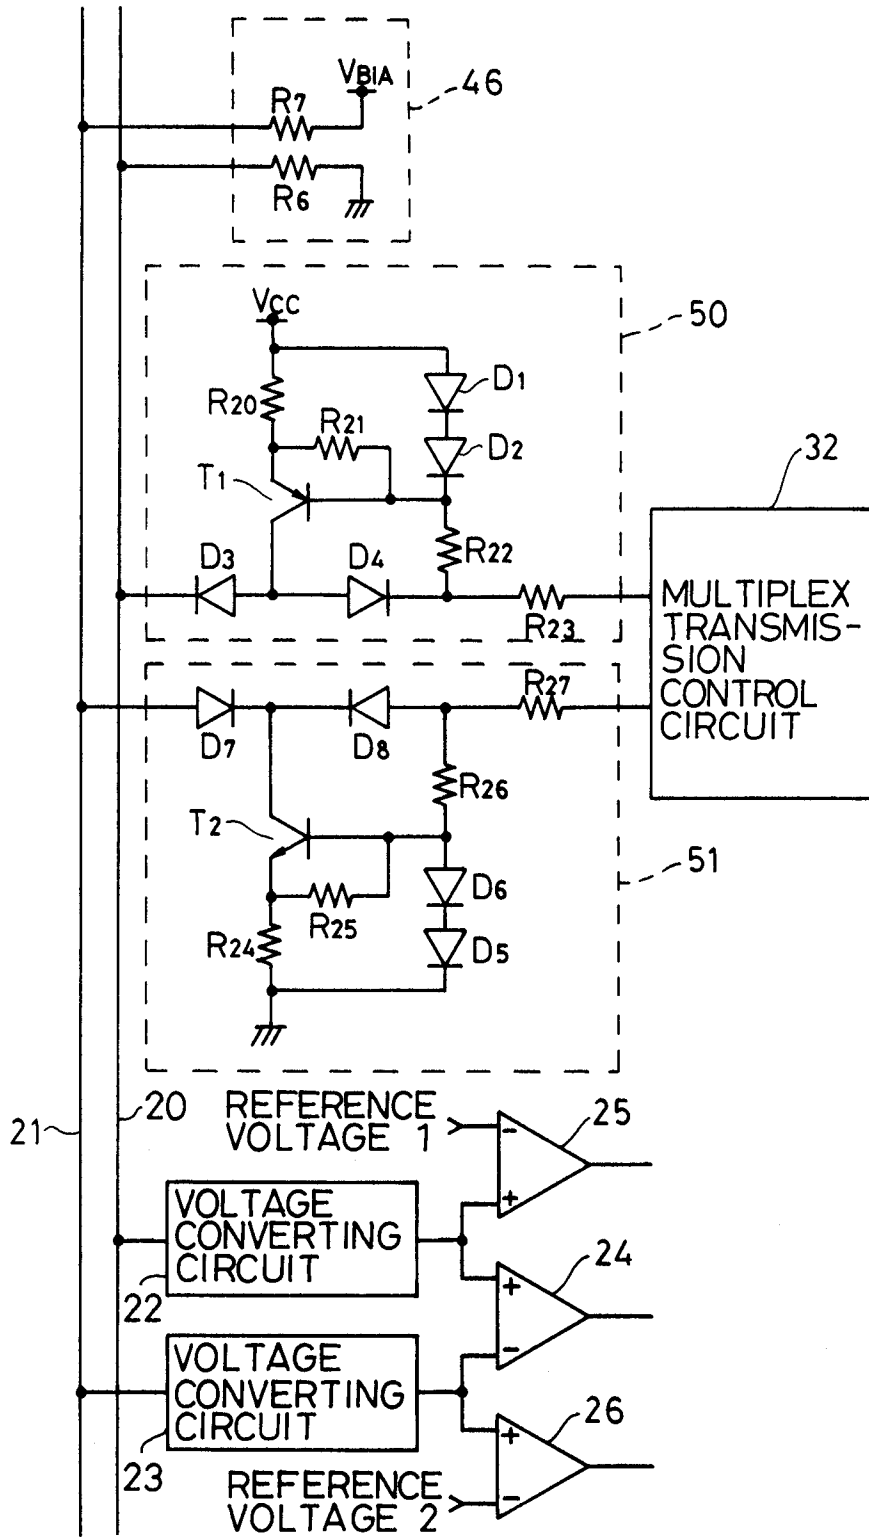 VBIA
46
R7
R6
VCC
50
D1
R20
R21
D2
T1
32
R22
D3
D4
R23
MULTIPLEX
TRANSMIS-
SION
CONTROL
CIRCUIT
R27
D7
D8
R26
T2
51
D6
R25
R24
D5
21
20
REFERENCE
VOLTAGE 1
25
-
+
VOLTAGE
CONVERTING
CIRCUIT
22
24
+
-
VOLTAGE
CONVERTING
CIRCUIT
23
26
+
-
REFERENCE
VOLTAGE 2